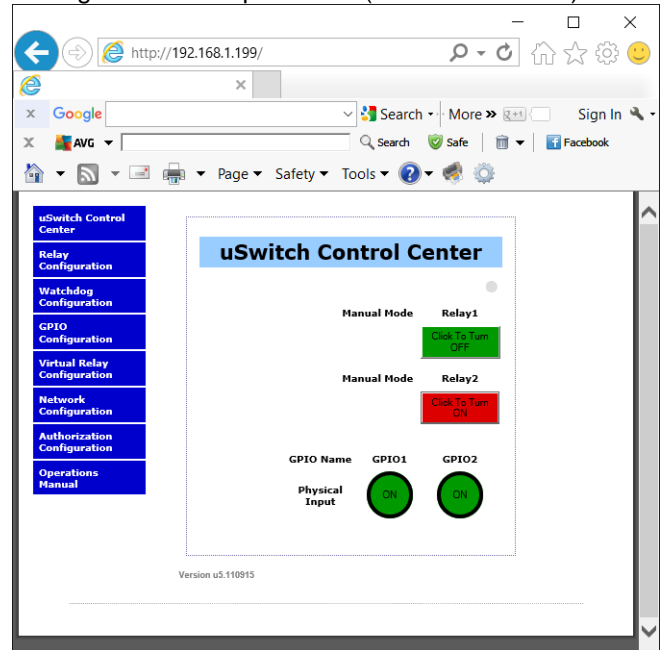 http://192.168.1.199/
Google Search More » Sign In
AVG Search Safe Facebook
Page Safety Tools
uSwitch Control
Center
Relay
Configuration
Watchdog
Configuration
GPIO
Configuration
Virtual Relay
Configuration
Network
Configuration
Authorization
Configuration
Operations
Manual
uSwitch Control Center
Manual Mode Relay1
Click To Turn
OFF
Manual Mode Relay2
Click To Turn
ON
GPIO Name GPIO1 GPIO2
Physical
Input
ON ON
Version u5.110915